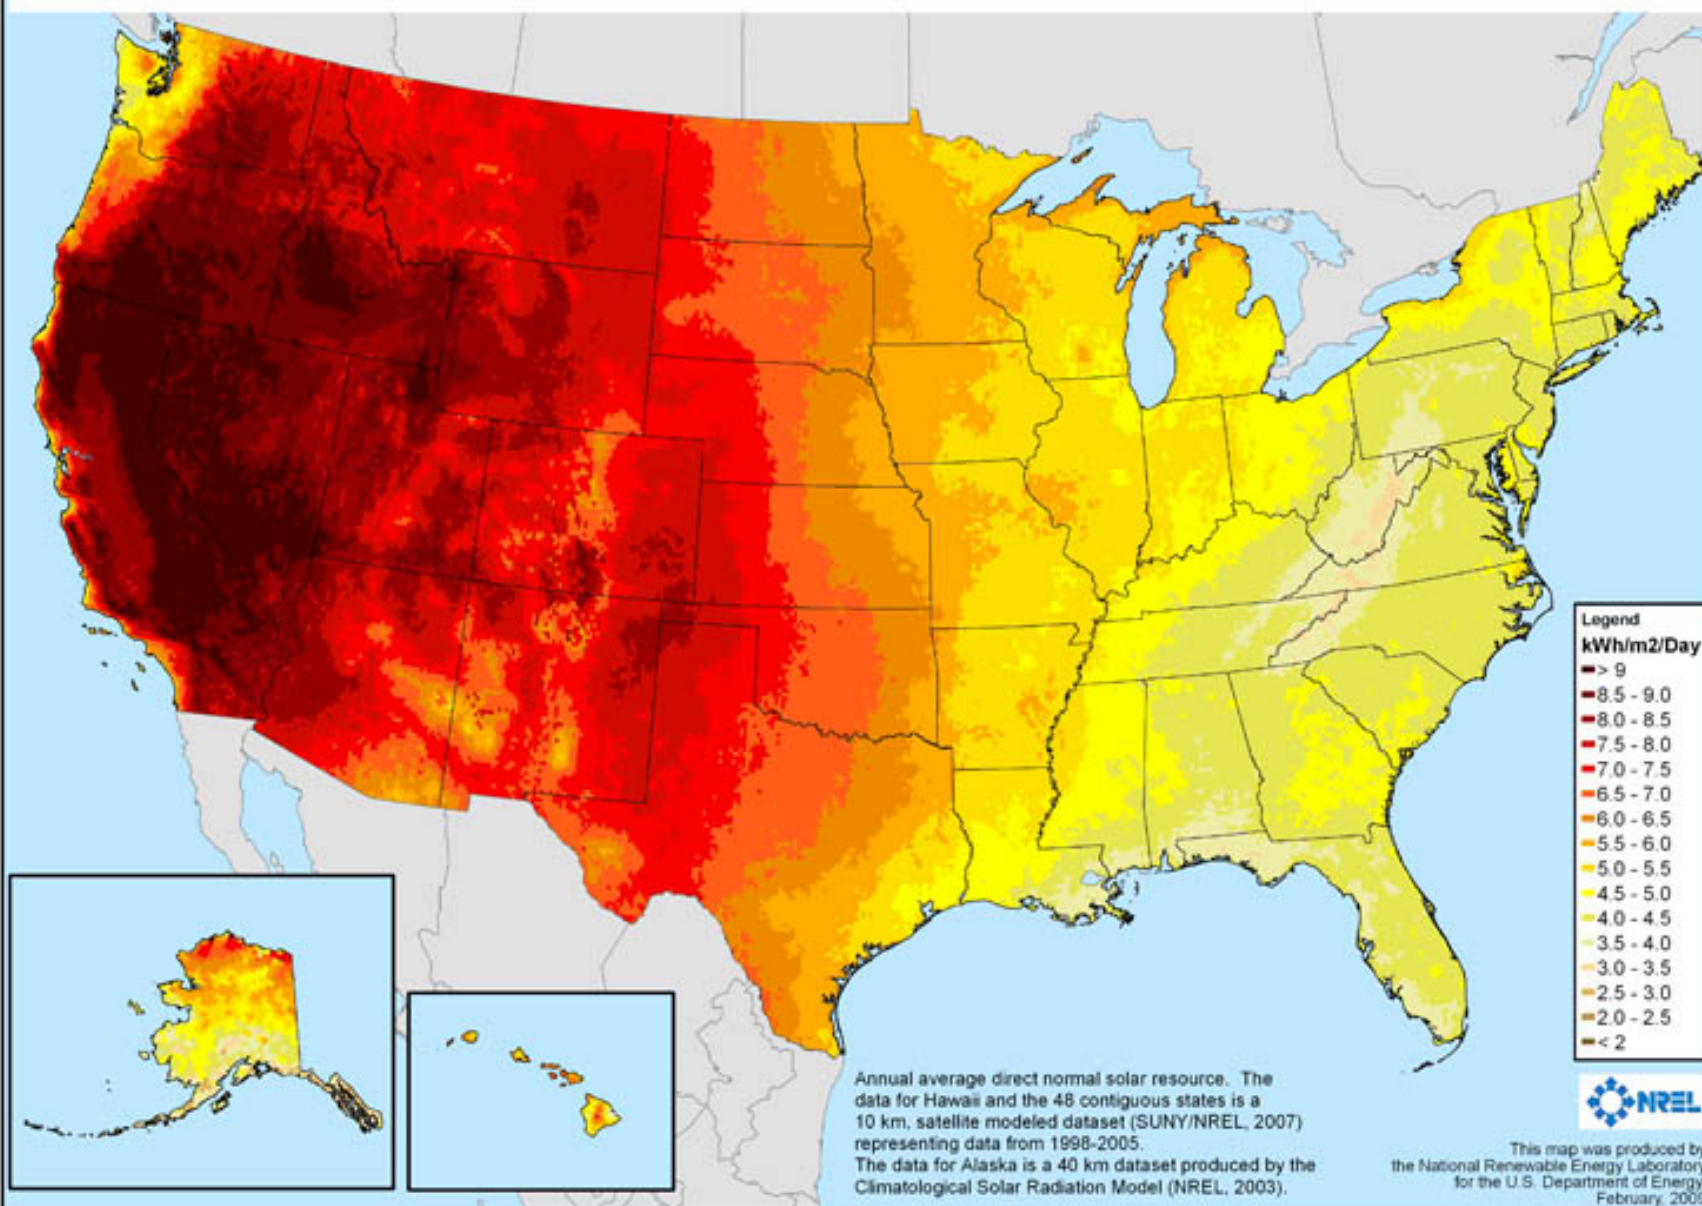 Legend
kWh/m2/Day
> 9
8.5 - 9.0
8.0 - 8.5
7.5 - 8.0
7.0 - 7.5
6.5 - 7.0
6.0 - 6.5
5.5 - 6.0
5.0 - 5.5
4.5 - 5.0
4.0 - 4.5
3.5 - 4.0
3.0 - 3.5
2.5 - 3.0
2.0 - 2.5
< 2
Annual average direct normal solar resource. The
data for Hawaii and the 48 contiguous states is a
10 km, satellite modeled dataset (SUNY/NREL, 2007)
representing data from 1998-2005.
The data for Alaska is a 40 km dataset produced by the
Climatological Solar Radiation Model (NREL, 2003).
NREL
This map was produced by
the National Renewable Energy Laboratory
for the U.S. Department of Energy
February, 2009